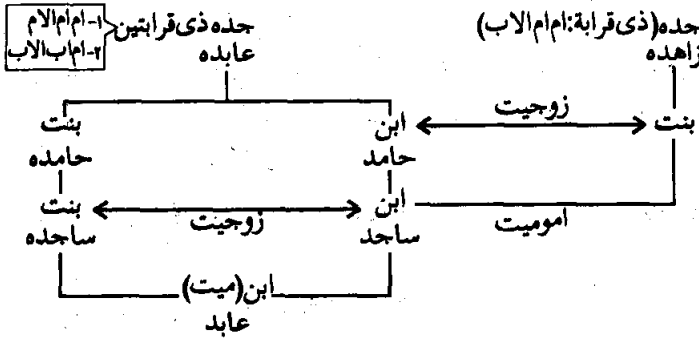 جده(ذی قرابة:ام ام الاب)
زاهده
جده ذی قرابتین
عابده
۱-ام ام الام
۲-ام اب الاب
بنت
زوجیت
ابن
حامد
بنت
حامده
امومیت
ابن
ساجد
زوجیت
بنت
ساجده
ابن(میت)
عابد